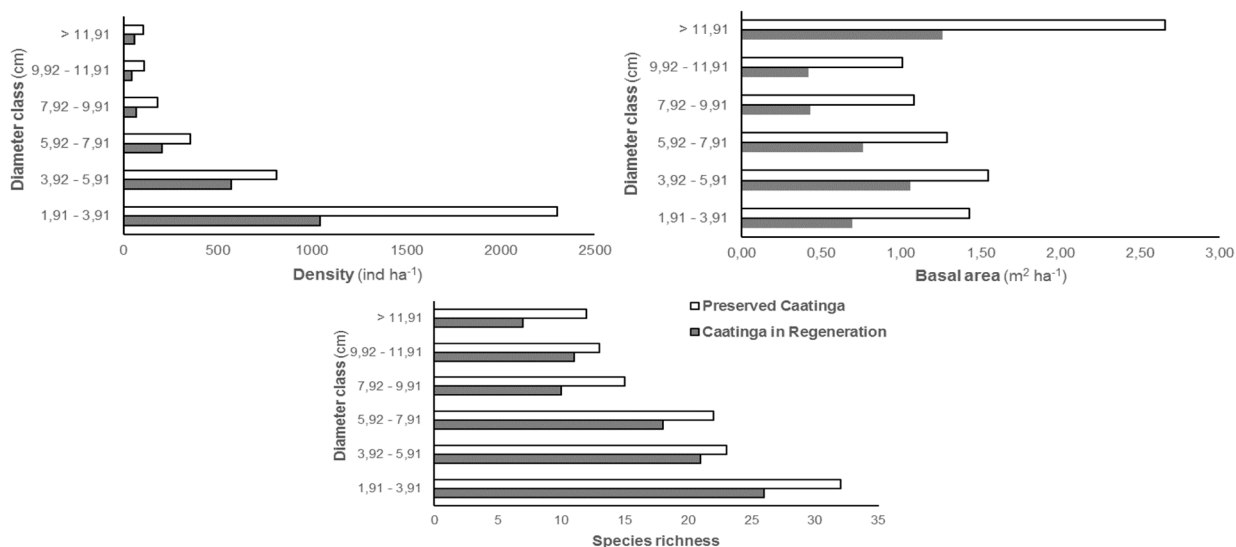 > 11,91
9,92 - 11,91
7,92 - 9,91
5,92 - 7,91
3,92 - 5,91
1,91 - 3,91
Diameter class (cm)
0 500 1000 1500 2000 2500
Density (ind ha-1)
> 11,91
9,92 - 11,91
7,92 - 9,91
5,92 - 7,91
3,92 - 5,91
1,91 - 3,91
Diameter class (cm)
0,00 0,50 1,00 1,50 2,00 2,50 3,00
Basal area (m2 ha-1)
Preserved Caatinga
Caatinga in Regeneration
> 11,91
9,92 - 11,91
7,92 - 9,91
5,92 - 7,91
3,92 - 5,91
1,91 - 3,91
Diameter class (cm)
0 5 10 15 20 25 30 35
Species richness